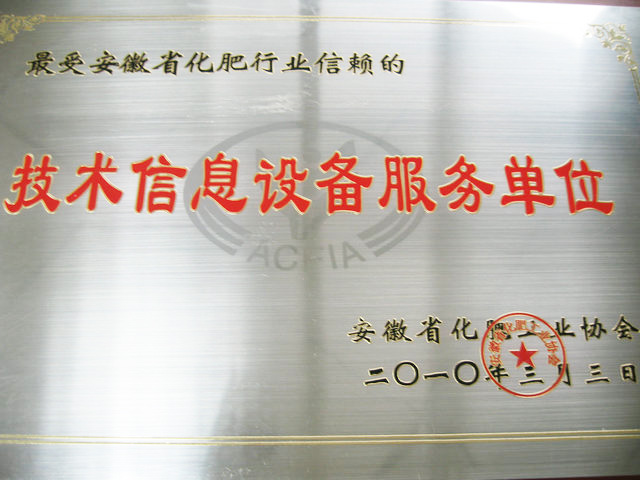 最受安徽省化肥行业信赖的
技术信息设备服务单位
ACFIA
安徽省化肥工业协会
二〇一〇年三月三日